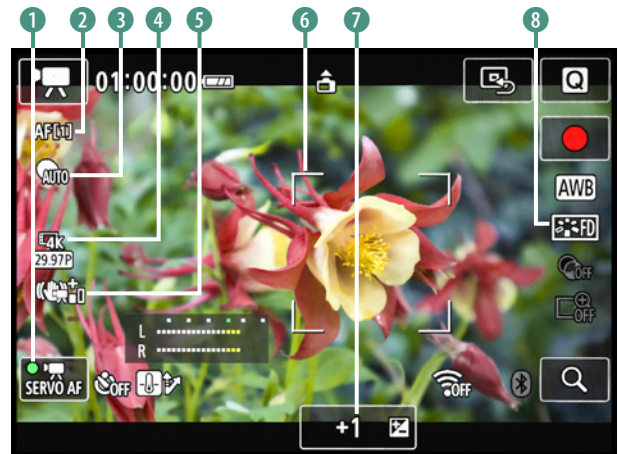 1 2 3 4 5 6 7 8
01:00:00
Q
AF[1]
AUTO
AWB
FD
4K
29.97P
OFF
OFF
L
R
SERVO AF
OFF
OFF
+1